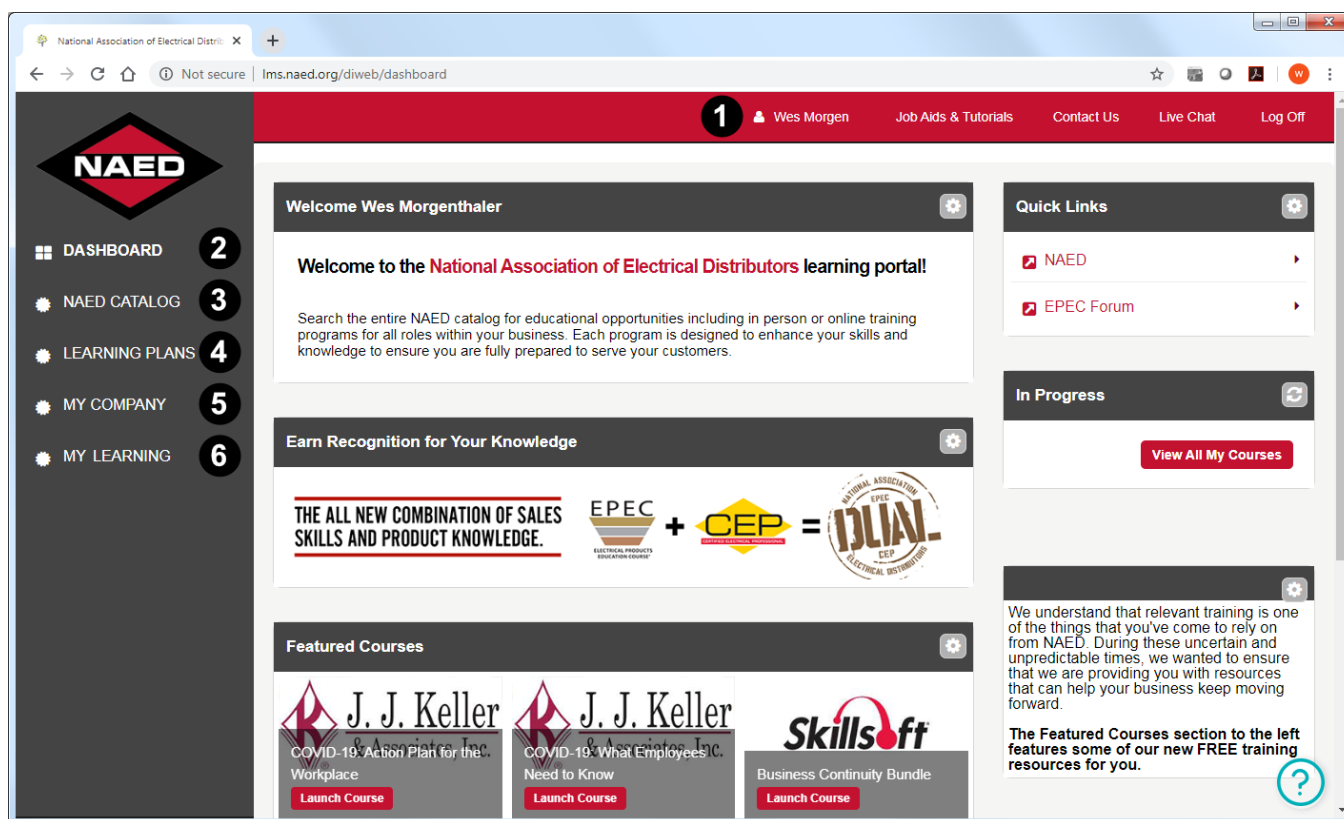 National Association of Electrical Distrib
Not secure | lms.naed.org/diweb/dashboard
W
NAED
1
Wes Morgen
Job Aids & Tutorials
Contact Us
Live Chat
Log Off
DASHBOARD 2
NAED CATALOG 3
LEARNING PLANS 4
MY COMPANY 5
MY LEARNING 6
Welcome Wes Morgenthaler
Welcome to the National Association of Electrical Distributors learning portal!
Search the entire NAED catalog for educational opportunities including in person or online training
programs for all roles within your business. Each program is designed to enhance your skills and
knowledge to ensure you are fully prepared to serve your customers.
Earn Recognition for Your Knowledge
THE ALL NEW COMBINATION OF SALES
SKILLS AND PRODUCT KNOWLEDGE.
EPEC
ELECTRICAL PRODUCTS
EDUCATION COURSE
+
CEP
CERTIFIED ELECTRICAL PROFESSIONAL
=
NATIONAL ASSOCIATION
EPEC
DUAL
CEP
ELECTRICAL DISTRIBUTORS
Featured Courses
J. J. Keller
& Associates, Inc.
COVID-19: Action Plan for the
Workplace
Launch Course
J. J. Keller
& Associates, Inc.
COVID-19: What Employees
Need to Know
Launch Course
Skillsoft
Business Continuity Bundle
Launch Course
Quick Links
NAED
EPEC Forum
In Progress
View All My Courses
We understand that relevant training is one
of the things that you've come to rely on
from NAED. During these uncertain and
unpredictable times, we wanted to ensure
that we are providing you with resources
that can help your business keep moving
forward.
The Featured Courses section to the left
features some of our new FREE training
resources for you.
?